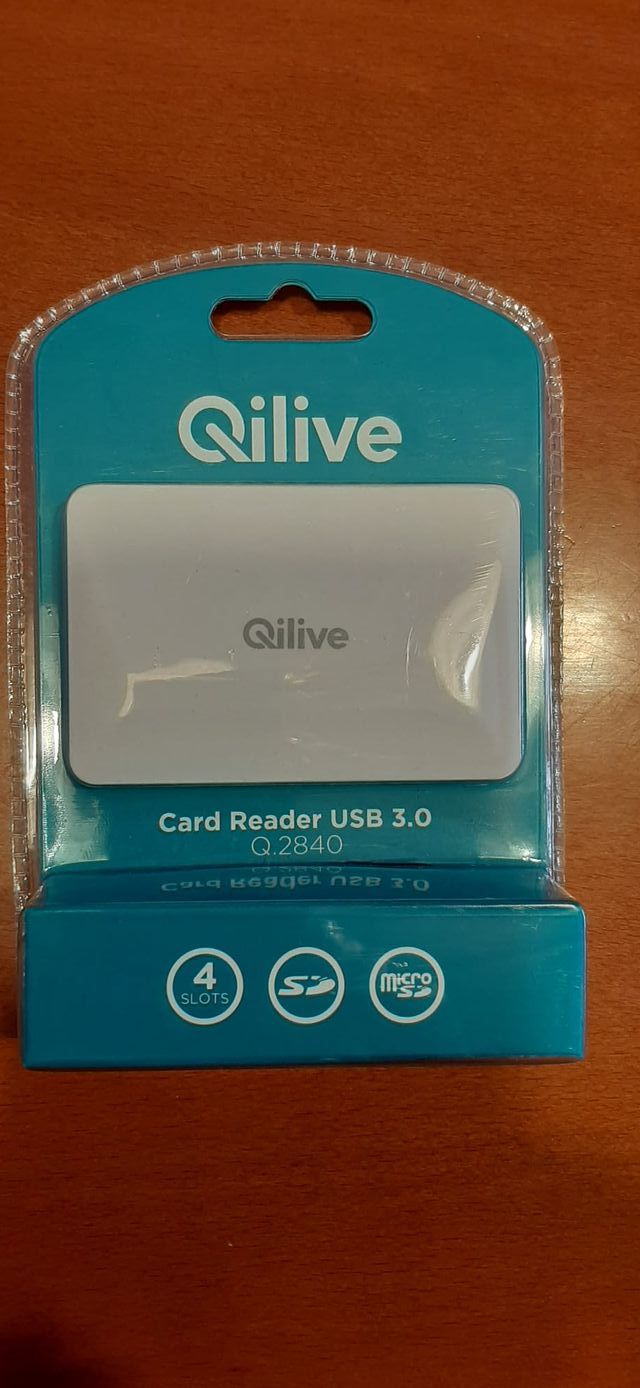 Qilive
Qilive
Card Reader USB 3.0
Q.2840
4
SLOTS
SD
micro
SD